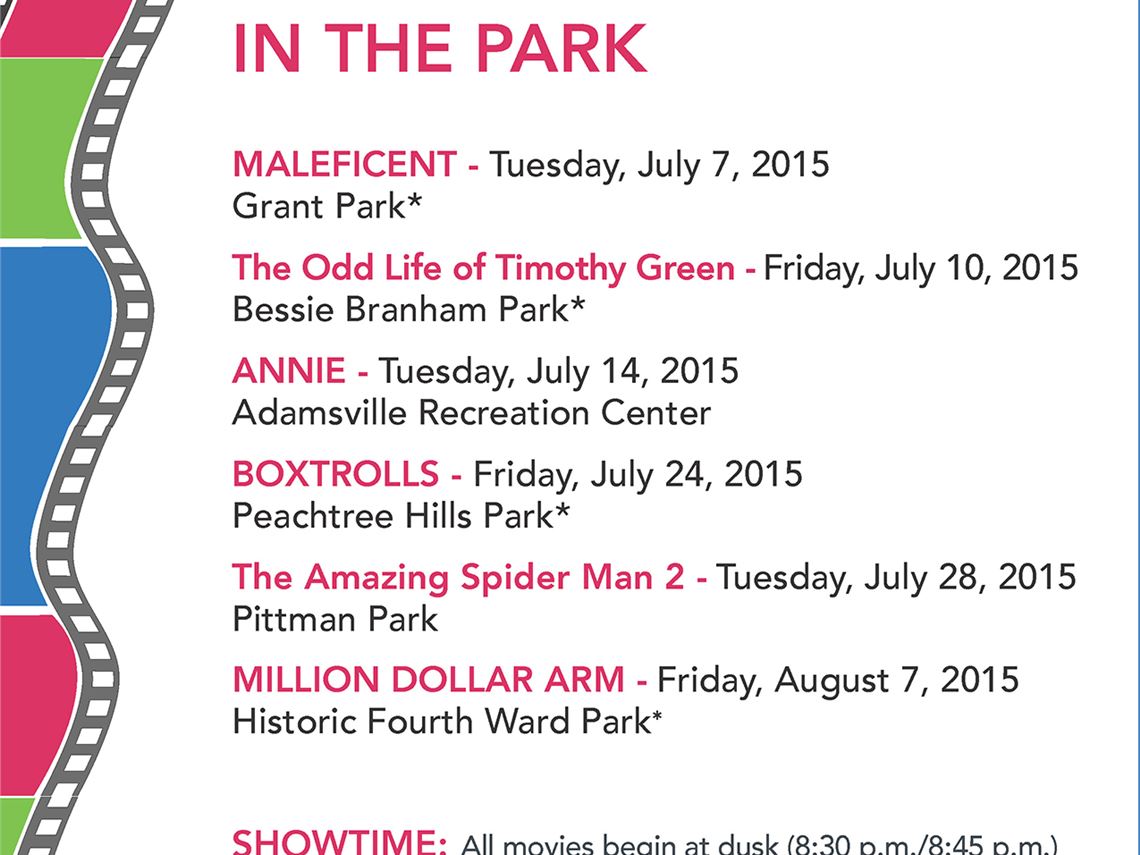 IN THE PARK
MALEFICENT - Tuesday, July 7, 2015
Grant Park*
The Odd Life of Timothy Green - Friday, July 10, 2015
Bessie Branham Park*
ANNIE - Tuesday, July 14, 2015
Adamsville Recreation Center
BOXTROLLS - Friday, July 24, 2015
Peachtree Hills Park*
The Amazing Spider Man 2 - Tuesday, July 28, 2015
Pittman Park
MILLION DOLLAR ARM - Friday, August 7, 2015
Historic Fourth Ward Park*
SHOWTIME: All movies begin at dusk (8:30 p.m./8:45 p.m.)